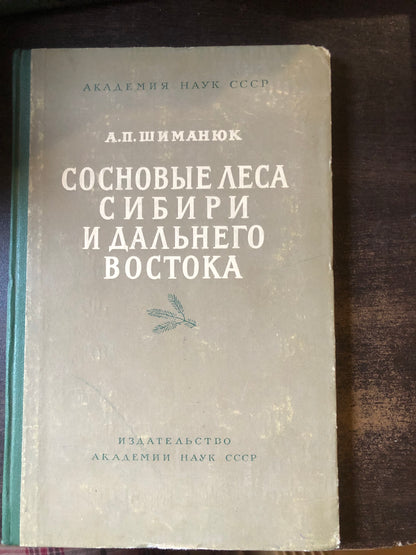 АКАДЕМИЯ НАУК СССР
А.П.ШИМАНЮК
СОСНОВЫЕ ЛЕСА
СИБИРИ
И ДАЛЬНЕГО
ВОСТОКА
ИЗДАТЕЛЬСТВО
АКАДЕМИИ НАУК СССР